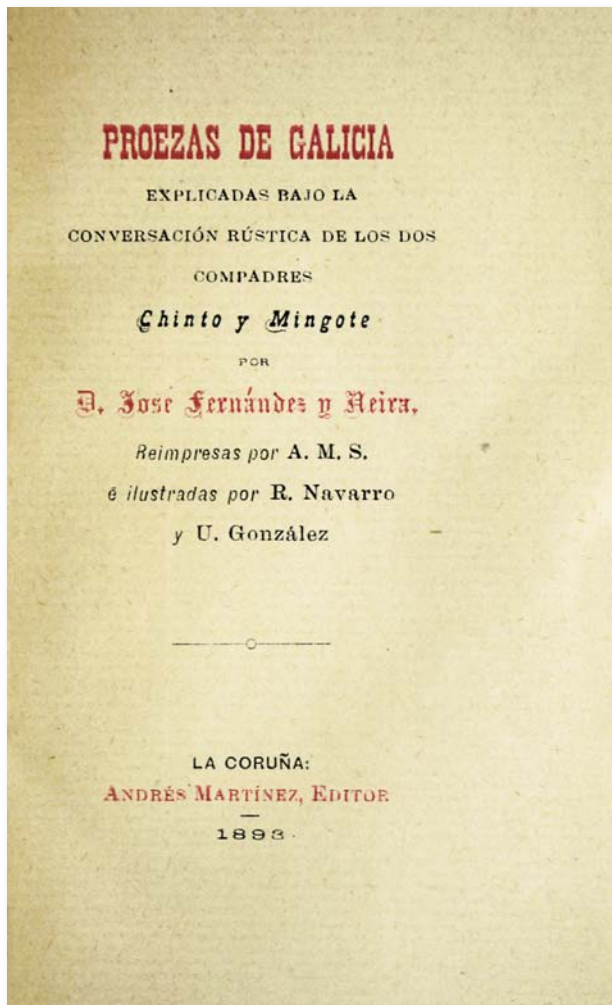 PROEZAS DE GALICIA
EXPLICADAS BAJO LA
CONVERSACIÓN RÚSTICA DE LOS DOS
COMPADRES
Chinto y Mingote
POR
D. José Fernández y Neira.
Reimpresas por A. M. S.
é ilustradas por R. Navarro
y U. González
LA CORUÑA:
ANDRÉS MARTÍNEZ, EDITOR
1893